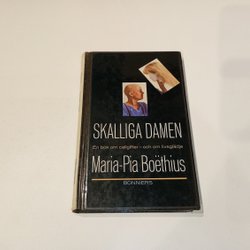 SKALLIGA DAMEN
En bok om cellgifter – och om livsglädje
Maria-Pia Boëthius
BONNIERS